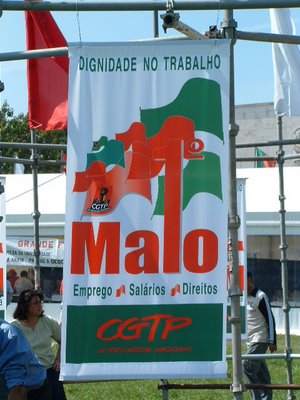 DIGNIDADE NO TRABALHO
1º
CGTP
MaIo
Emprego Salários Direitos
CGTP
INTERSINDICAL NACIONAL
GRANDE